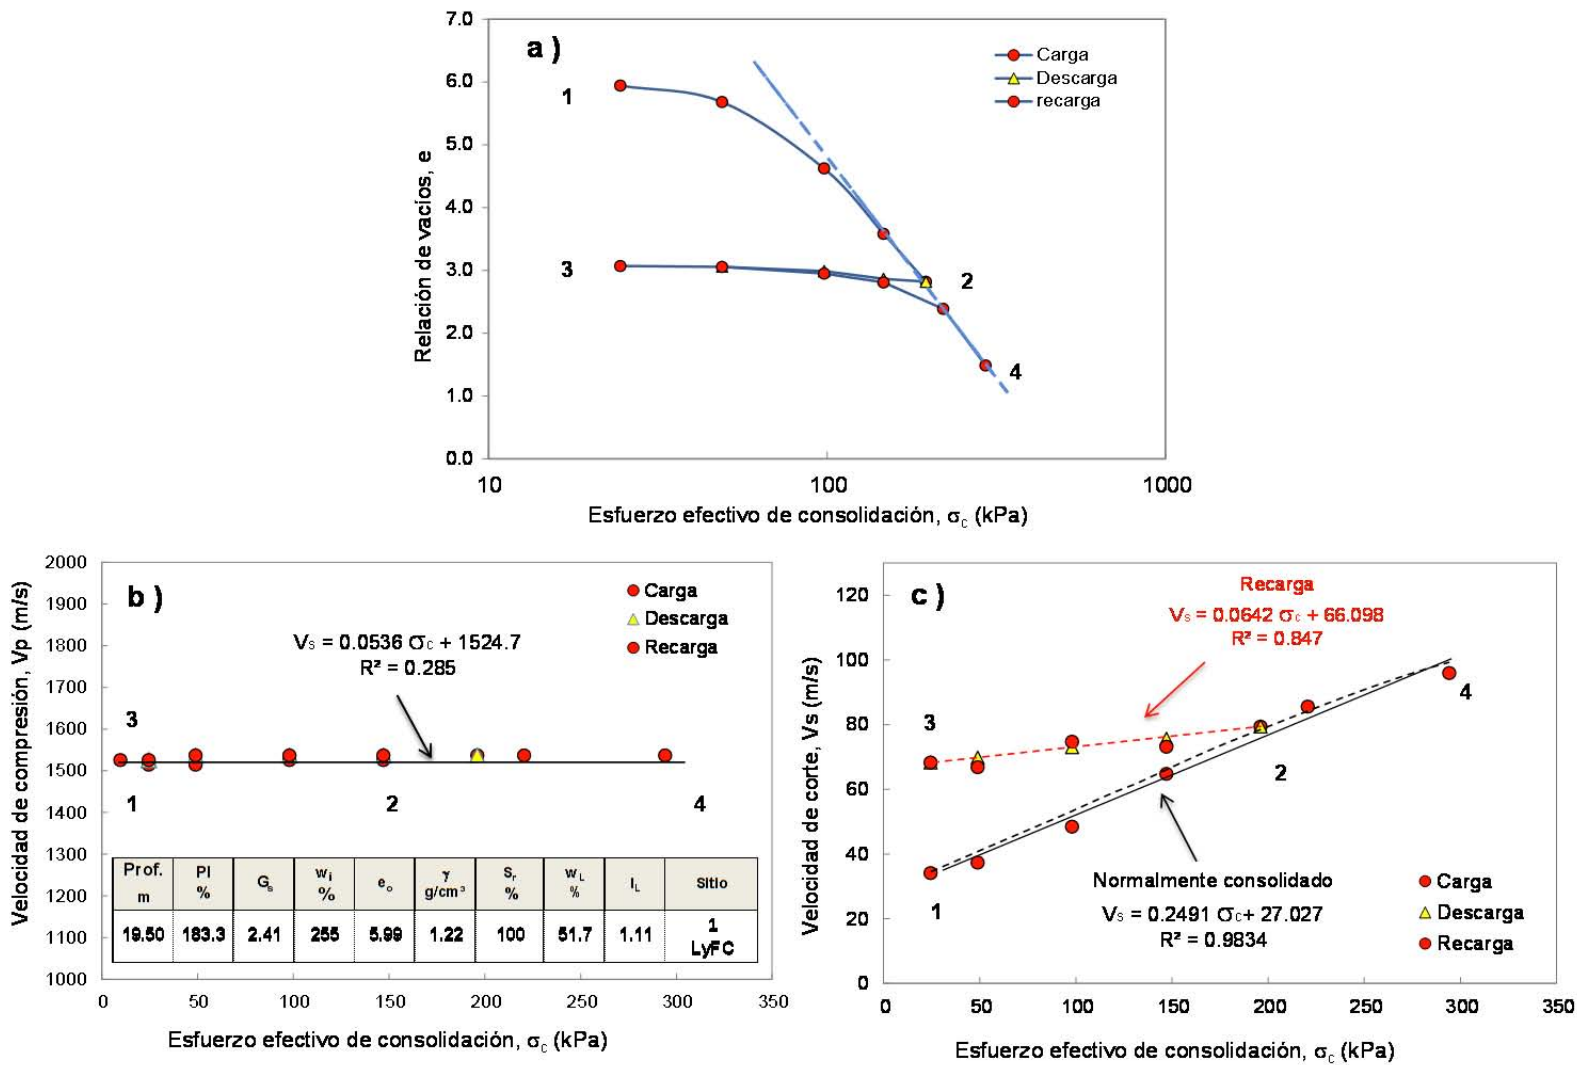 7.0
a )
Carga
Descarga
recarga
6.0
1
5.0
Relación de vacíos, e
4.0
3.0
3
2
2.0
4
1.0
0.0
10
100
1000
Esfuerzo efectivo de consolidación, σc (kPa)
2000
b )
Carga
1900
Descarga
1800
Vs = 0.0536 σc + 1524.7
Recarga
R² = 0.285
1700
3
1600
1500
1
2
4
1400
1300
Prof. m
PI %
Gs
wi %
eo
γ g/cm³
Sr %
wL %
IL
Sitio
1200
19.50
183.3
2.41
255
5.99
1.22
100
51.7
1.11
1 LyFC
1100
1000
Velocidad de compresión, Vp (m/s)
0
50
100
150
200
250
300
350
Esfuerzo efectivo de consolidación, σc (kPa)
120
c )
Recarga
Vs = 0.0642 σc + 66.098
R² = 0.847
100
4
3
80
2
60
40
Normalmente consolidado
Vs = 0.2491 σc + 27.027
R² = 0.9834
Carga
Descarga
Recarga
1
20
0
Velocidad de corte, Vs (m/s)
0
50
100
150
200
250
300
350
Esfuerzo efectivo de consolidación, σc (kPa)